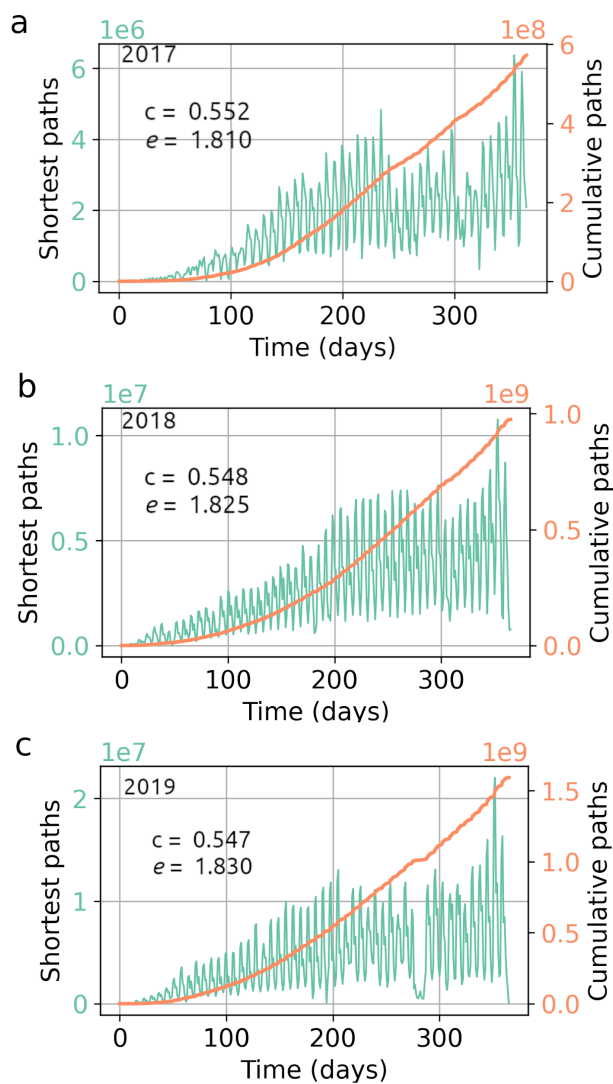 a
1e6
1e8
2017
c = 0.552
e = 1.810
Shortest paths
6
4
2
0
Cumulative paths
6
4
2
0
0 100 200 300
Time (days)
b
1e7
1e9
2018
c = 0.548
e = 1.825
Shortest paths
1.0
0.5
0.0
Cumulative paths
1.0
0.5
0.0
0 100 200 300
Time (days)
c
1e7
1e9
2019
c = 0.547
e = 1.830
Shortest paths
2
1
0
Cumulative paths
1.5
1.0
0.5
0.0
0 100 200 300
Time (days)